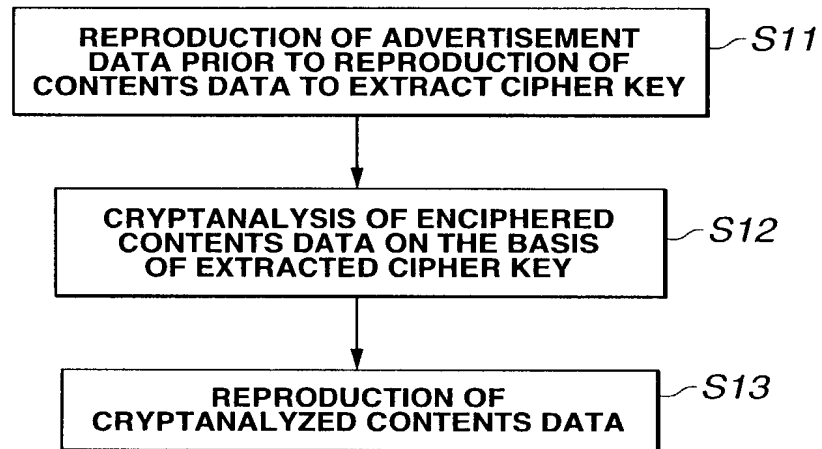 REPRODUCTION OF ADVERTISEMENT
DATA PRIOR TO REPRODUCTION OF
CONTENTS DATA TO EXTRACT CIPHER KEY
S11
CRYPTANALYSIS OF ENCIPHERED
CONTENTS DATA ON THE BASIS
OF EXTRACTED CIPHER KEY
S12
REPRODUCTION OF
CRYPTANALYZED CONTENTS DATA
S13